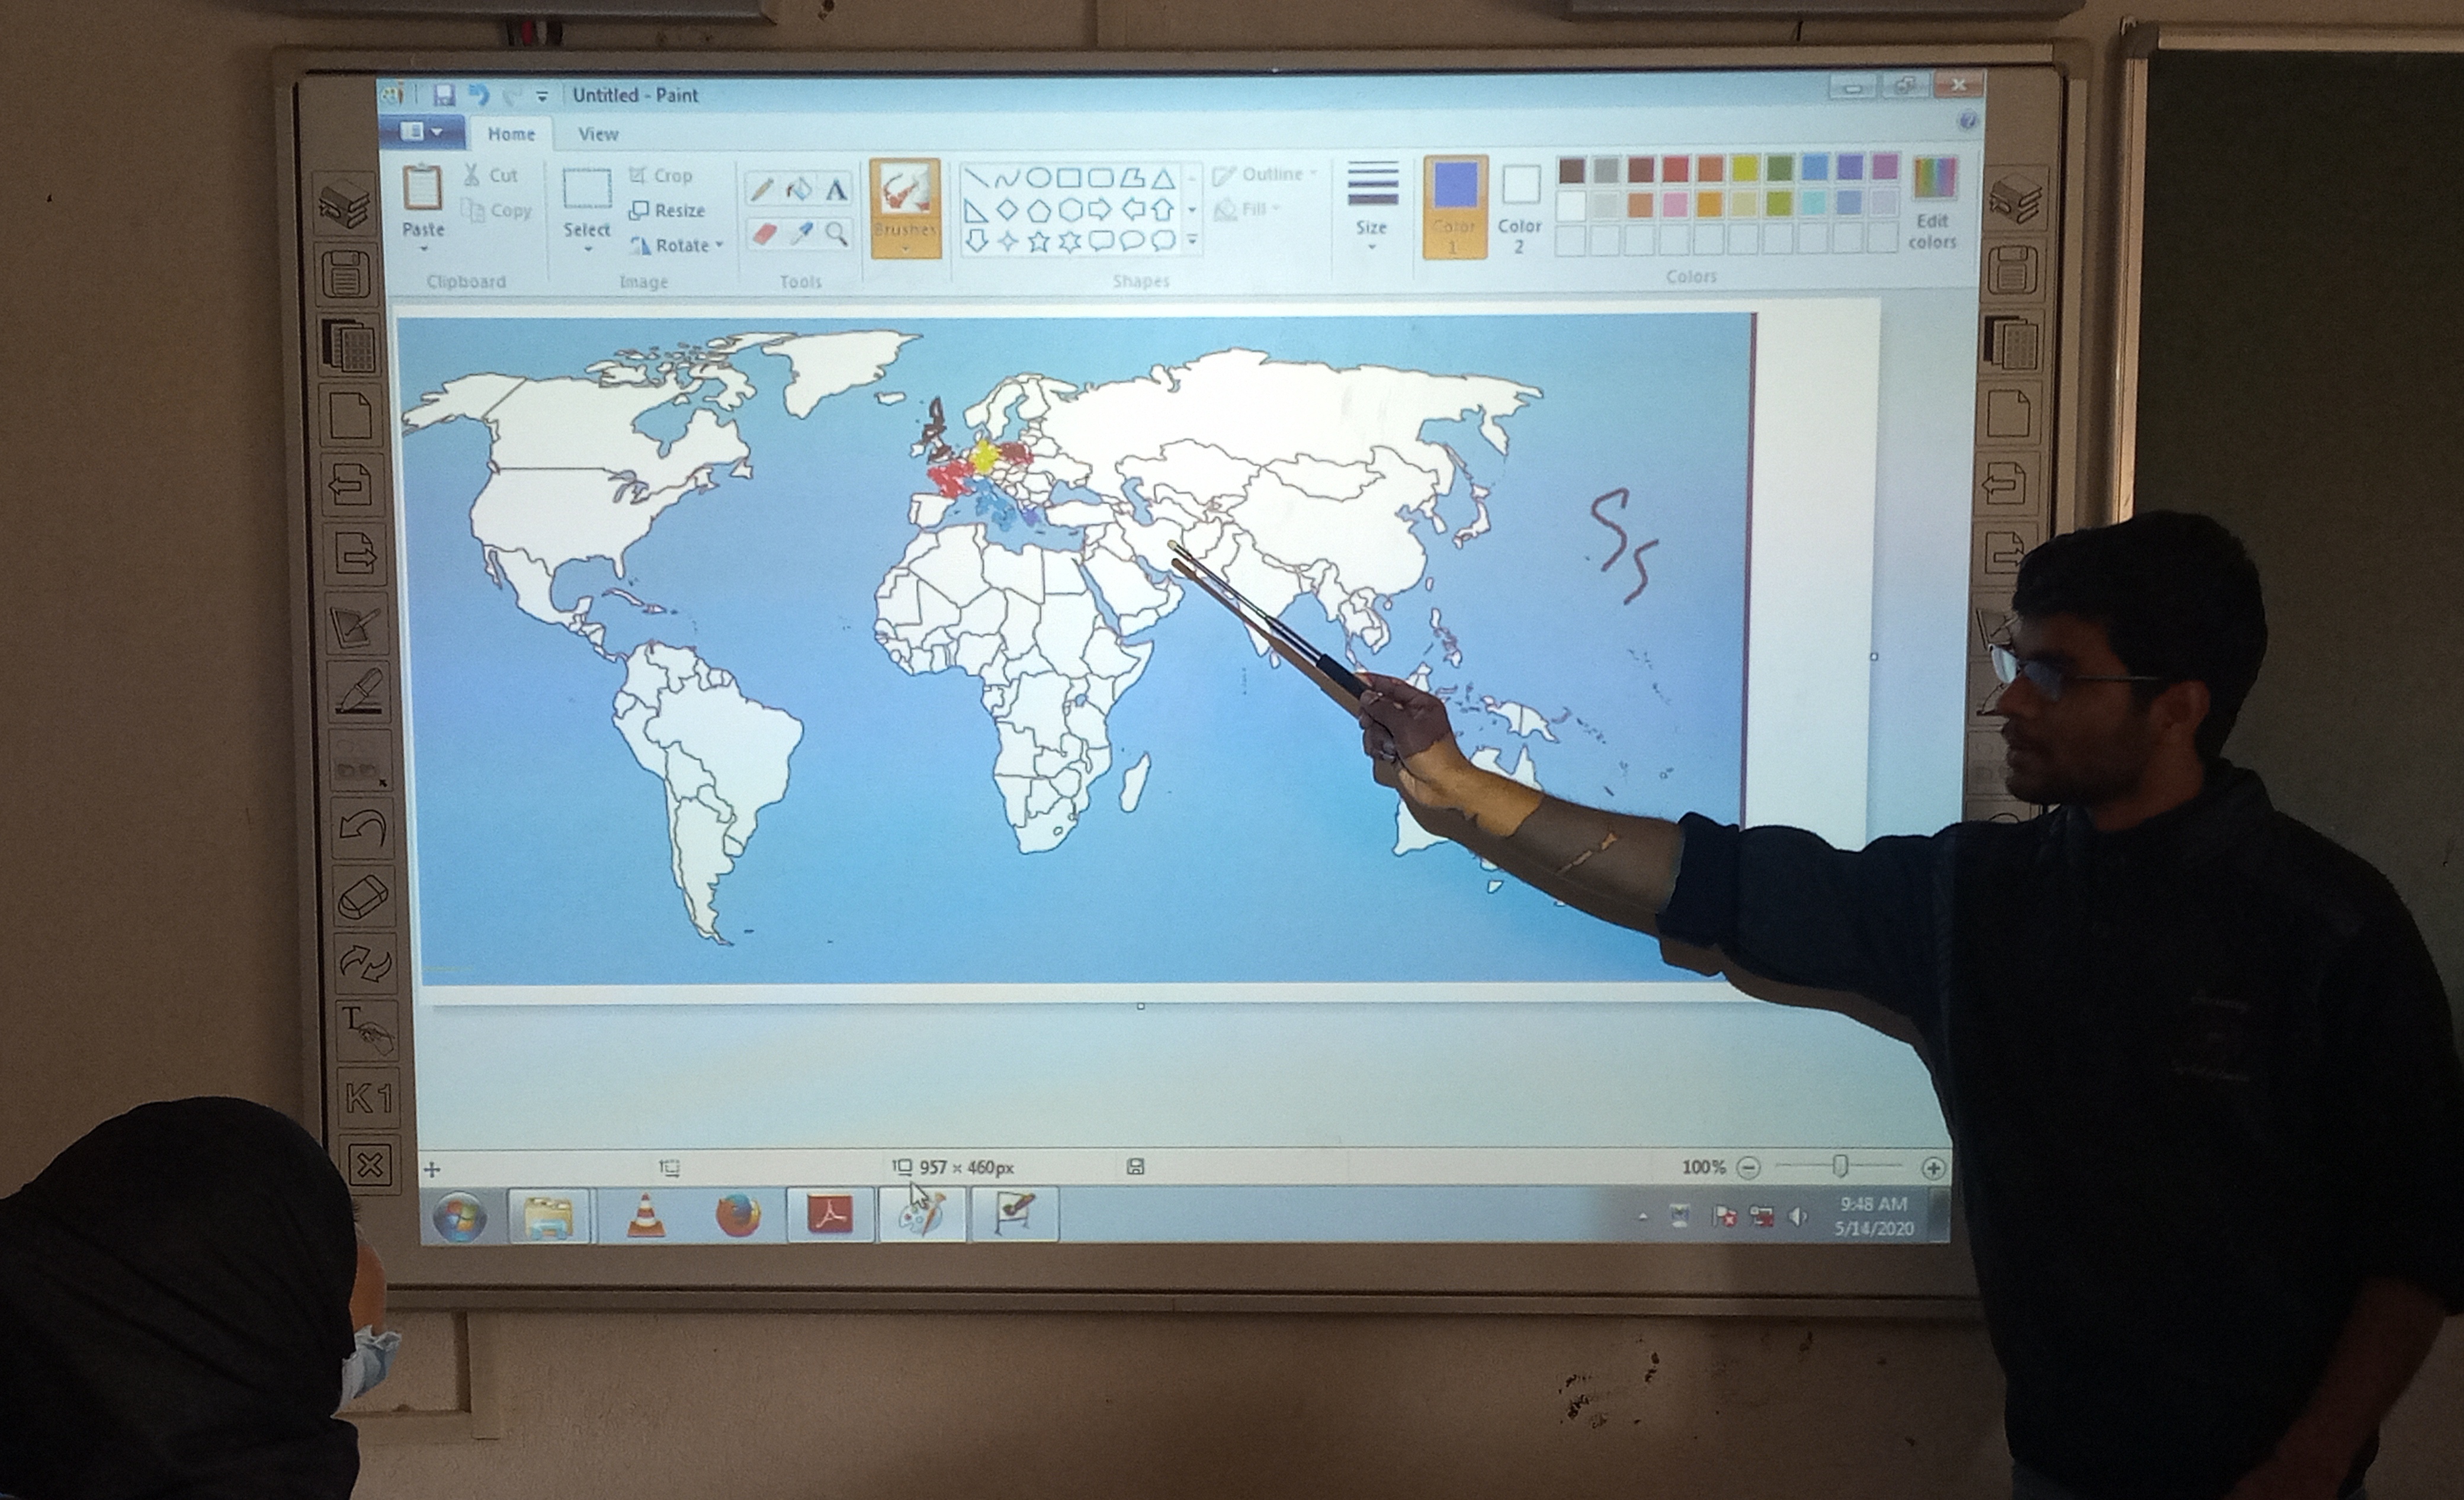 Untitled - Paint
Home View
Paste
Cut
Copy
Clipboard
Select
Crop
Resize
Rotate
Image
A
Tools
Brushes
Outline
Fill
Shapes
Size
Color 1
Color 2
Edit colors
Colors
S5
T
K1
957 × 460px
100%
9:48 AM
5/14/2020